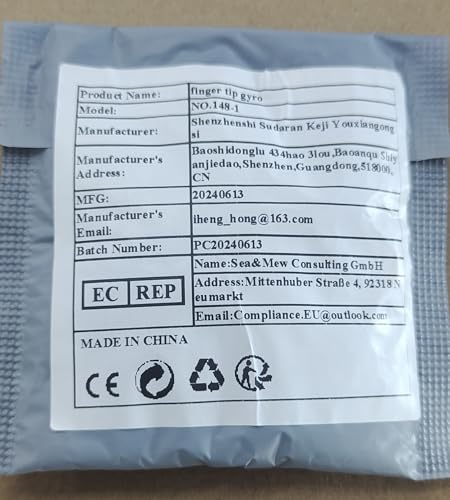 Product Name: finger tip gyro
Model: NO.148-1
Manufacturer: Shenzhenshi Sudaran Keji Youxiangong
si
Manufacturer's
Address:
Baoshidonglu 434hao 3lou,Baoanqu Shiy
anjiedao,Shenzhen,Guangdong,518000,
CN
MFG: 20240613
Manufacturer's
Email:
iheng_hong@163.com
Batch Number: PC20240613
EC REP
Name:Sea&Mew Consulting GmbH
Address:Mittenhuber Straße 4, 92318 N
eumarkt
Email:Compliance.EU@outlook.com
MADE IN CHINA
CE